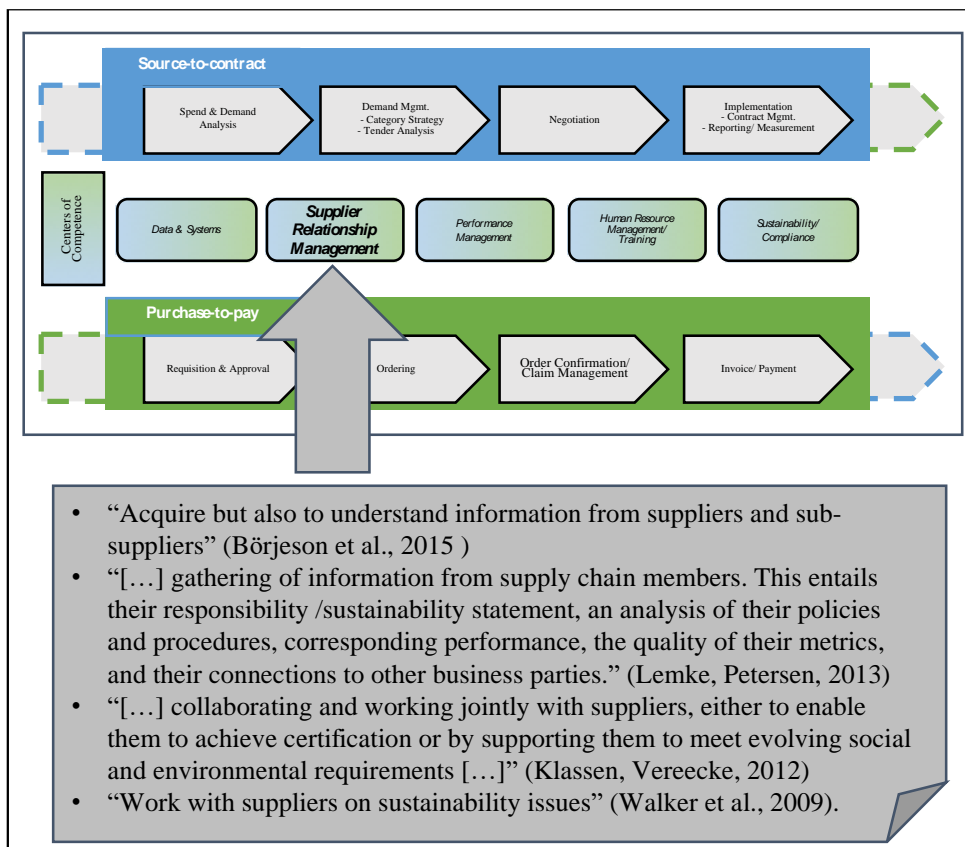 Source-to-contract
Spend & Demand
Analysis
Demand Mgmt.
- Category Strategy
- Tender Analysis
Negotiation
Implementation
- Contract Mgmt.
- Reporting/ Measurement
Centers of
Competence
Data & Systems
Supplier
Relationship
Management
Performance
Management
Human Resource
Management/
Training
Sustainability/
Compliance
Purchase-to-pay
Requisition & Approval
Ordering
Order Confirmation/
Claim Management
Invoice/ Payment
• “Acquire but also to understand information from suppliers and sub-
suppliers” (Börjeson et al., 2015 )
• “[…] gathering of information from supply chain members. This entails
their responsibility /sustainability statement, an analysis of their policies
and procedures, corresponding performance, the quality of their metrics,
and their connections to other business parties.” (Lemke, Petersen, 2013)
• “[…] collaborating and working jointly with suppliers, either to enable
them to achieve certification or by supporting them to meet evolving social
and environmental requirements […]” (Klassen, Vereecke, 2012)
• “Work with suppliers on sustainability issues” (Walker et al., 2009).